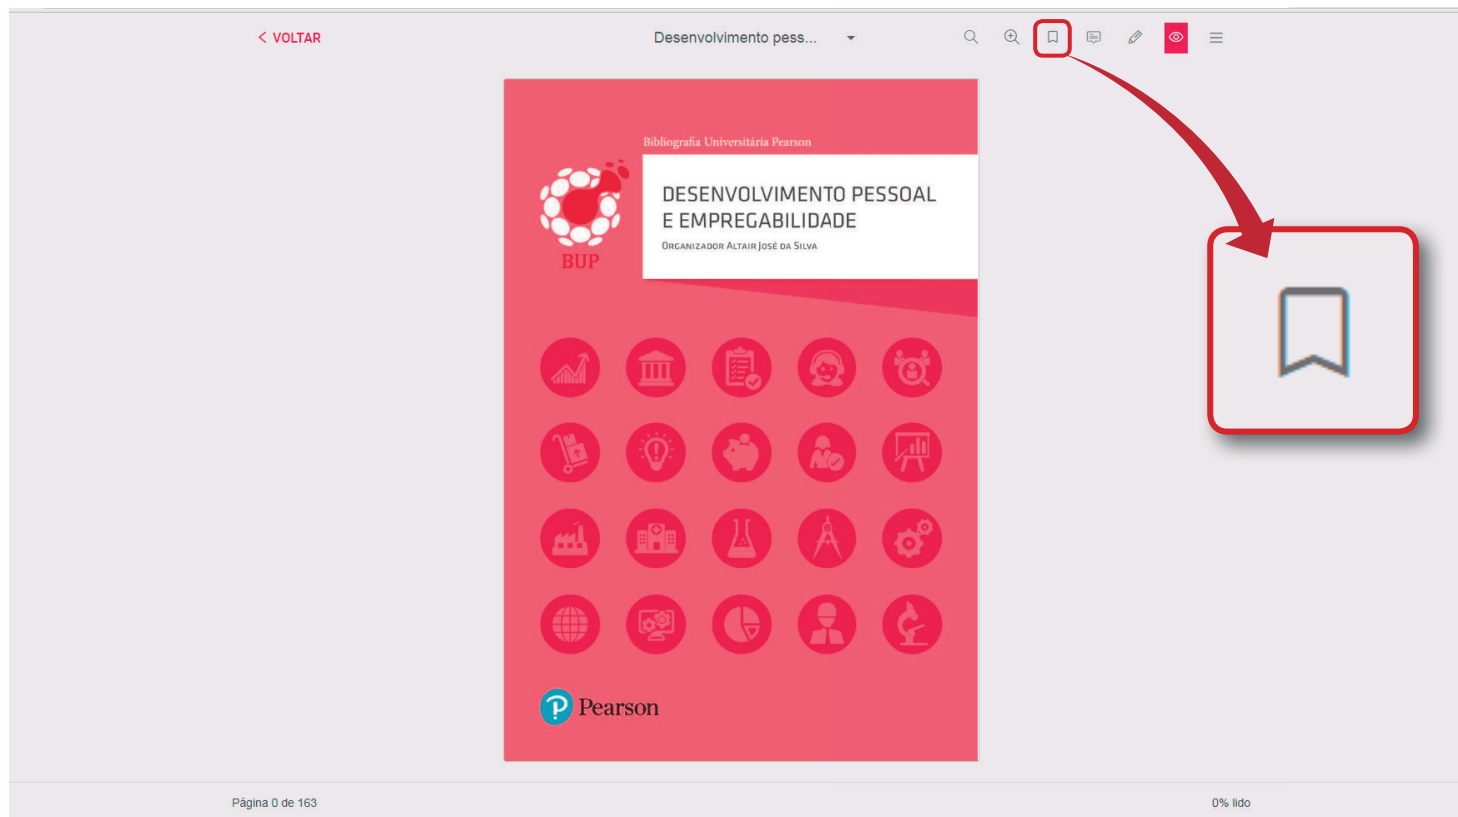 < VOLTAR
Desenvolvimento pess...
Bibliografia Universitária Pearson
DESENVOLVIMENTO PESSOAL
E EMPREGABILIDADE
ORGANIZADOR ALTAIR JOSÉ DA SILVA
BUP
Pearson
Página 0 de 163
0% lido